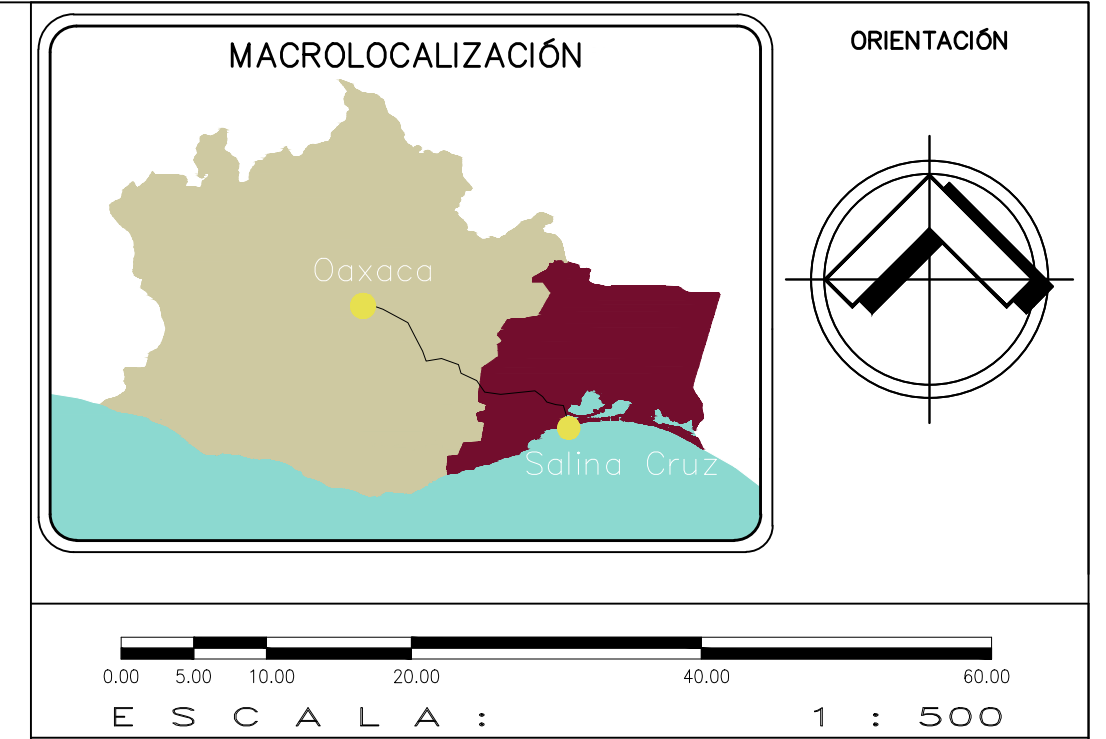 MACROLOCALIZACIÓN
ORIENTACIÓN
Oaxaca
Salina Cruz
0.00 5.00 10.00 20.00 40.00 60.00
ESCALA: 1 : 500